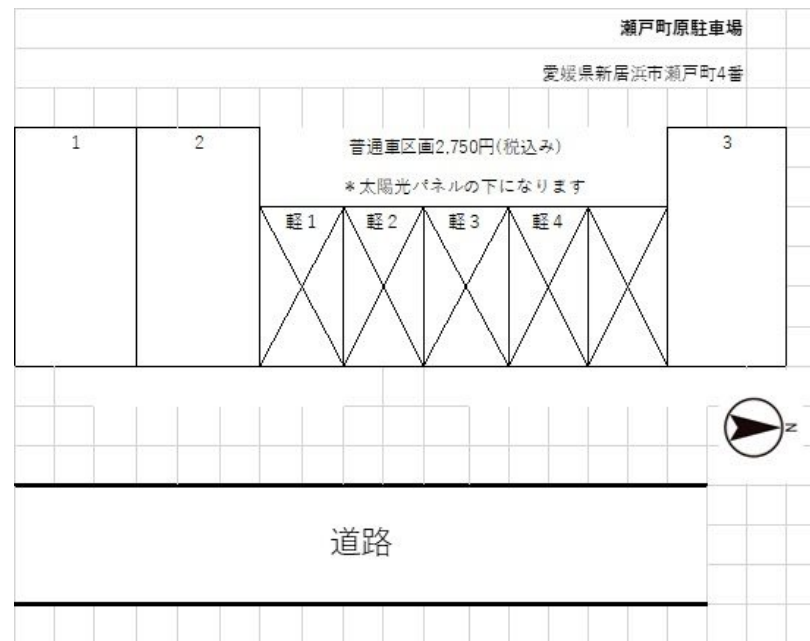 瀬戸町原駐車場
愛媛県新居浜市瀬戸町4番
1
2
普通車区画2,750円(税込み)
3
*太陽光パネルの下になります
軽1
軽2
軽3
軽4
N
道路